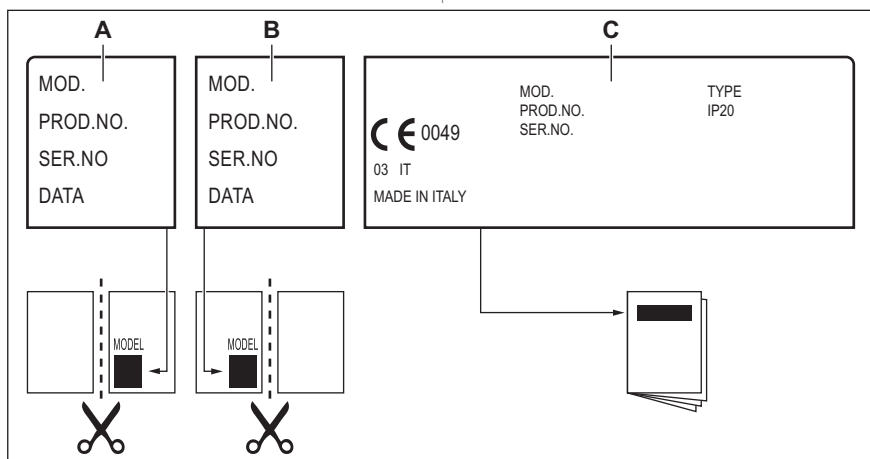 A
B
C
MOD.
PROD.NO.
SER.NO
DATA
MOD.
PROD.NO.
SER.NO
DATA
MOD.
PROD.NO.
SER.NO.
TYPE
IP20
CE 0049
03 IT
MADE IN ITALY
MODEL
MODEL